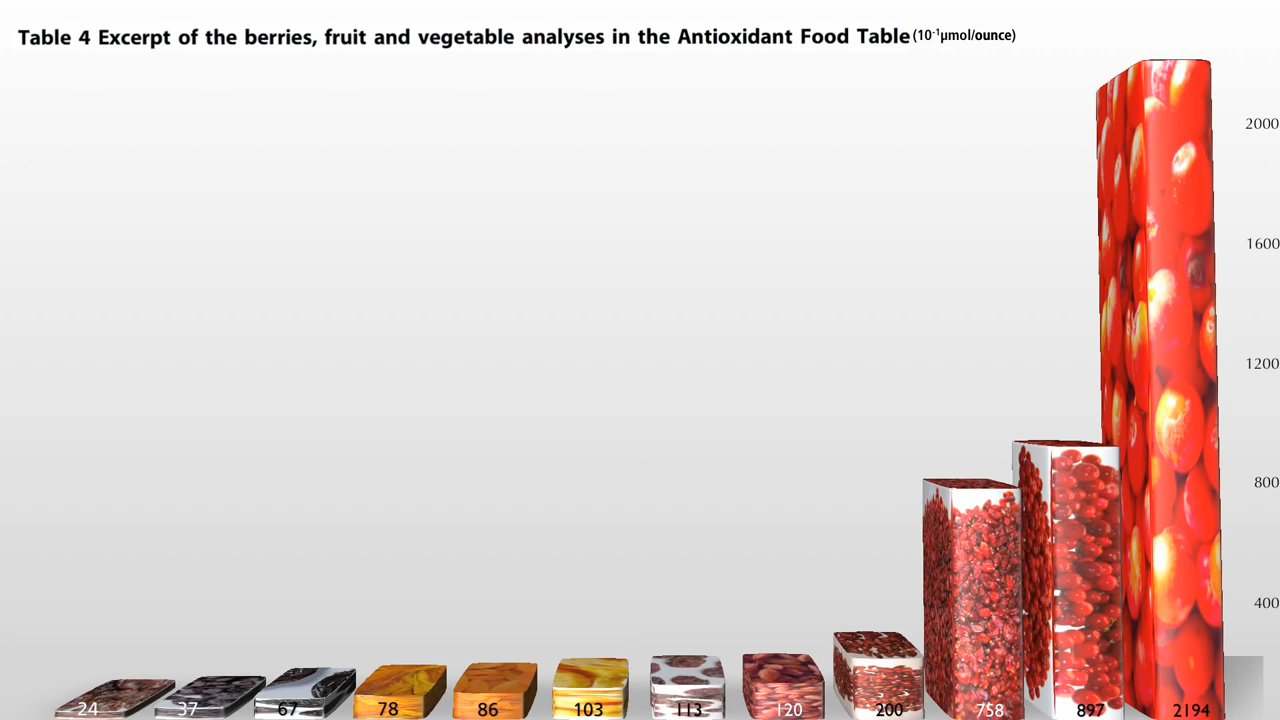 Table 4 Excerpt of the berries, fruit and vegetable analyses in the Antioxidant Food Table (10⁻¹µmol/ounce)
2000
1600
1200
800
400
24 37 67 78 86 103 113 120 200 758 897 2194